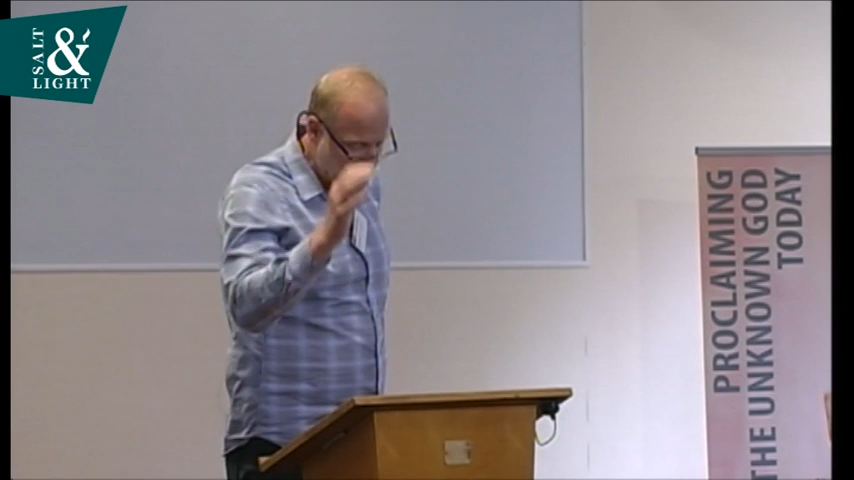 SALT
&
LIGHT
PROCLAIMING
THE UNKNOWN GOD
TODAY